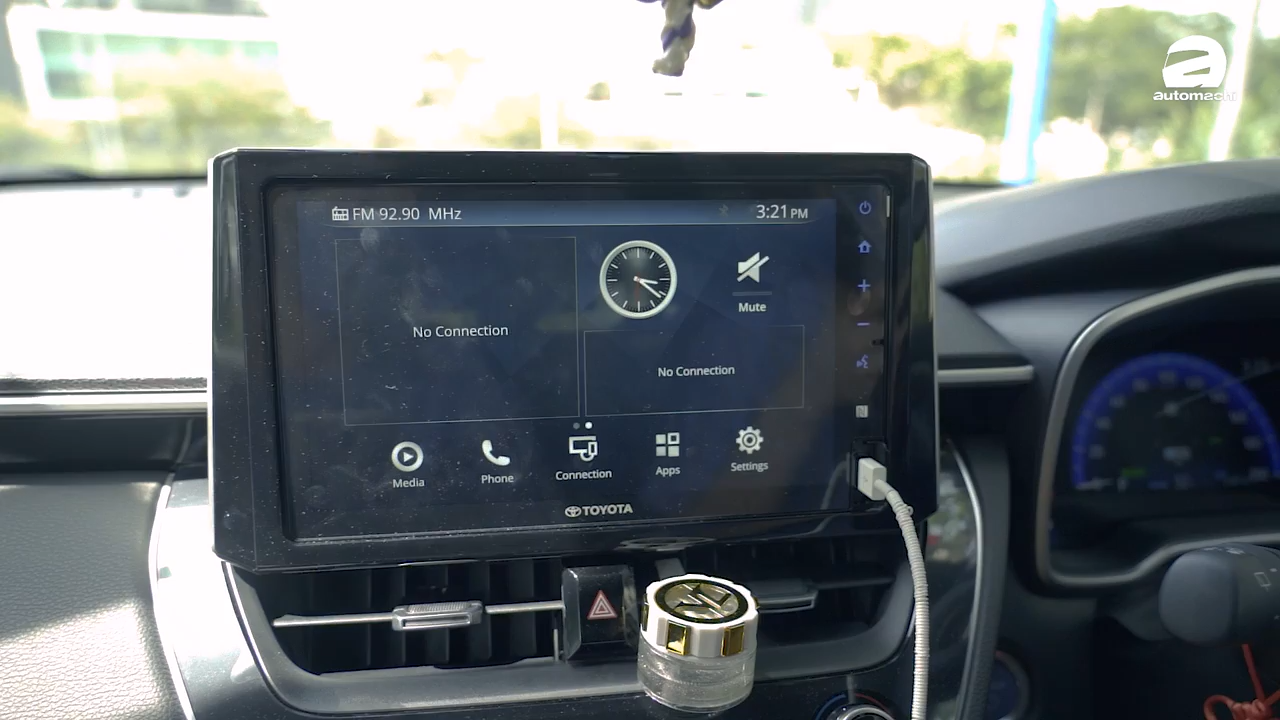 automachi
FM 92.90 MHz
3:21 PM
No Connection
Mute
No Connection
Media
Phone
Connection
Apps
Settings
TOYOTA